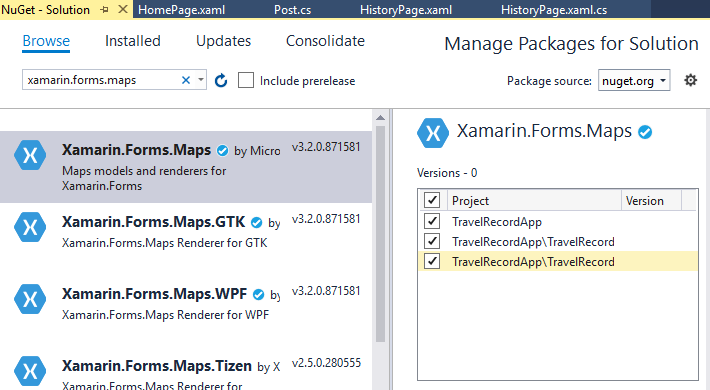 NuGet - Solution HomePage.xaml Post.cs HistoryPage.xaml HistoryPage.xaml.cs
Browse Installed Updates Consolidate
Manage Packages for Solution
xamarin.forms.maps Include prerelease
Package source: nuget.org
Xamarin.Forms.Maps by Micro v3.2.0.871581
Maps models and renderers for
Xamarin.Forms
Xamarin.Forms.Maps.GTK by v3.2.0.871581
Xamarin.Forms.Maps Renderer for GTK
Xamarin.Forms.Maps.WPF by v3.2.0.871581
Xamarin.Forms.Maps Renderer for WPF
Xamarin.Forms.Maps.Tizen by X v2.5.0.280555
Xamarin.Forms.Maps Renderer for
Xamarin.Forms.Maps
Versions - 0
Project Version
TravelRecordApp
TravelRecordApp\TravelRecord
TravelRecordApp\TravelRecord